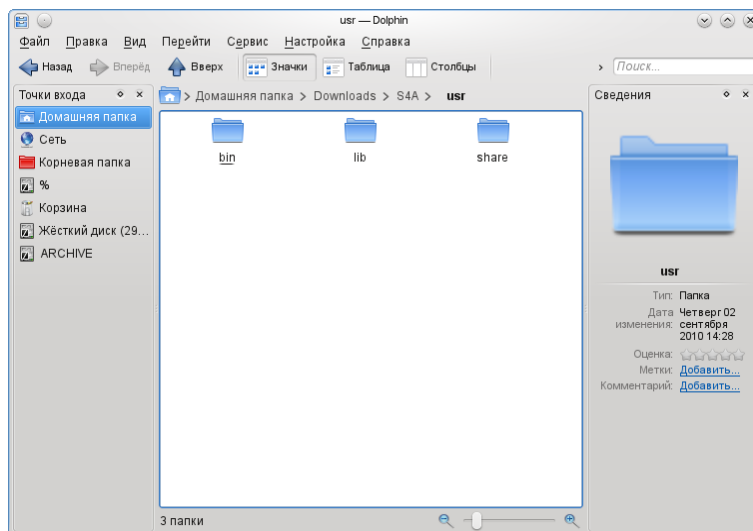 usr — Dolphin
Файл Правка Вид Перейти Сервис Настройка Справка
Назад Вперёд Вверх Значки Таблица Столбцы > Поиск...
Точки входа
> Домашняя папка > Downloads > S4A > usr
Сведения
Домашняя папка
Сеть
Корневая папка
%
Корзина
Жёсткий диск (29...
ARCHIVE
bin lib share
usr
Тип: Папка
Дата изменения: Четверг 02 сентября 2010 14:28
Оценка:
Метки: Добавить...
Комментарий: Добавить...
3 папки